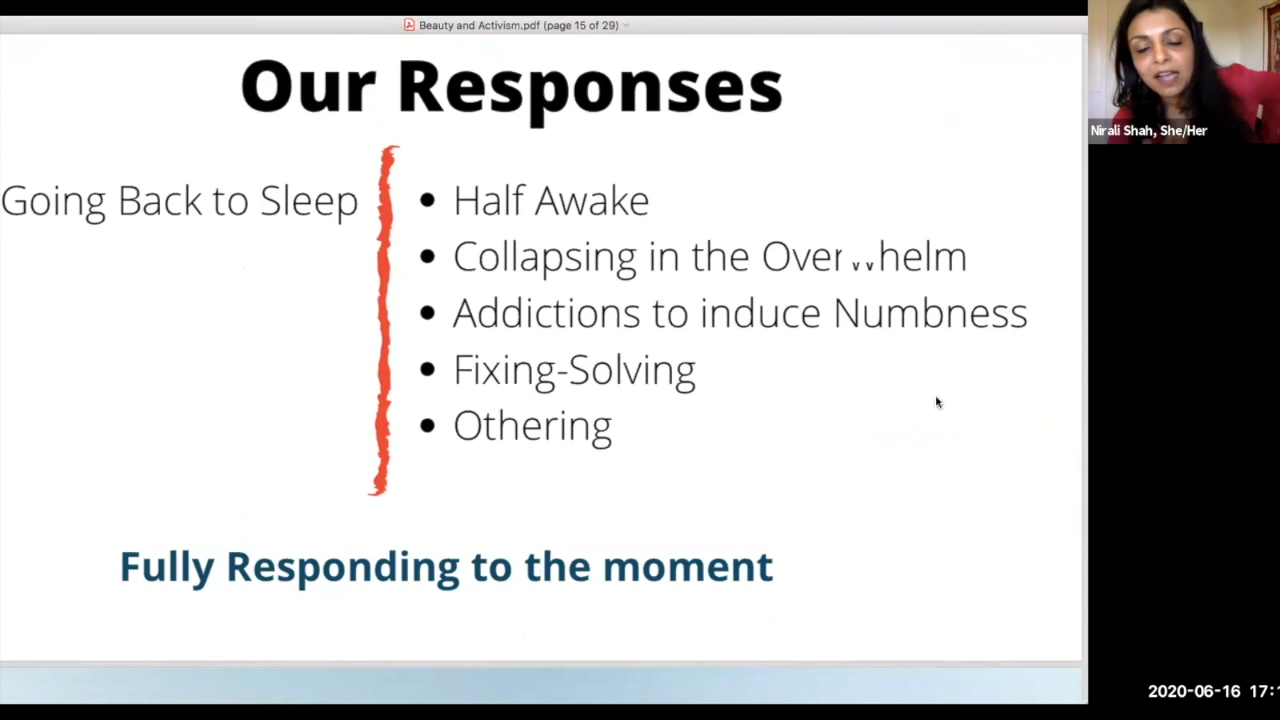 Beauty and Activism.pdf (page 15 of 29)
Our Responses
Going Back to Sleep
• Half Awake
• Collapsing in the Overwhelm
• Addictions to induce Numbness
• Fixing-Solving
• Othering
Fully Responding to the moment
Nirali Shah, She/Her
2020-06-16 17: